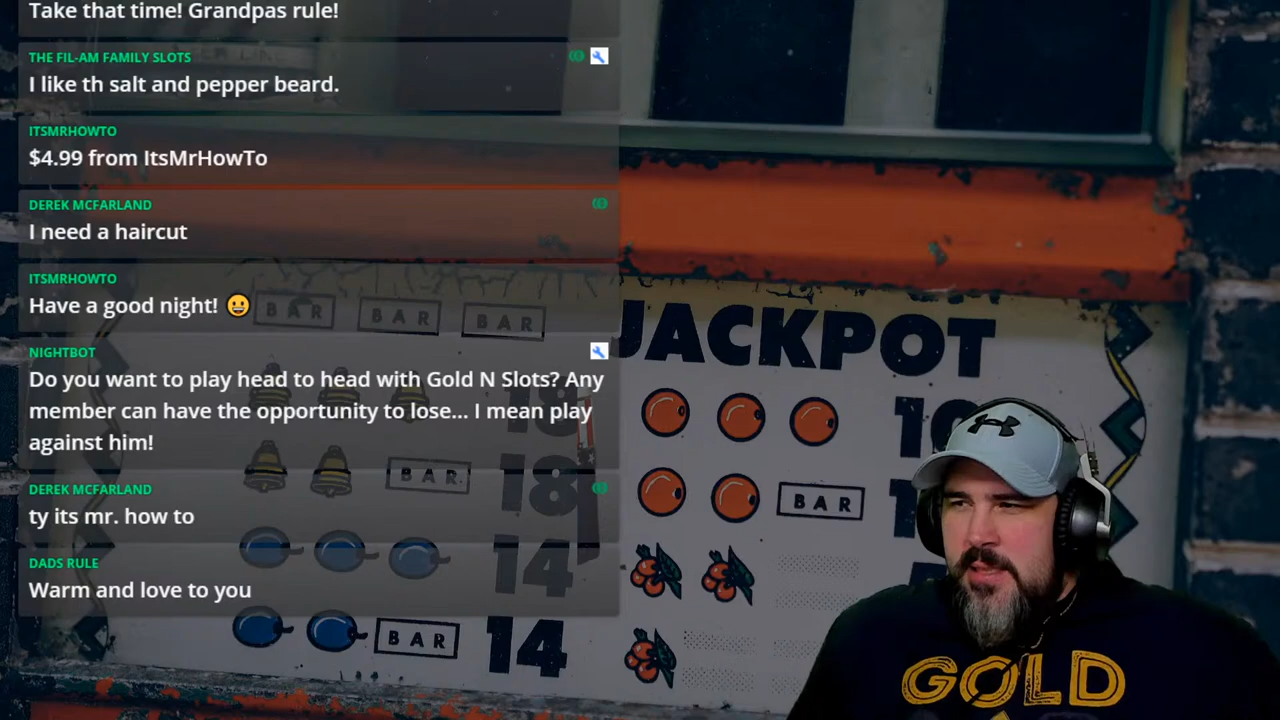 Take that time! Grandpas rule!
THE FIL-AM FAMILY SLOTS
I like th salt and pepper beard.
ITSMRHOWTO
$4.99 from ItsMrHowTo
DEREK MCFARLAND
I need a haircut
ITSMRHOWTO
Have a good night! 😀
NIGHTBOT
Do you want to play head to head with Gold N Slots? Any
member can have the opportunity to lose... I mean play
against him!
DEREK MCFARLAND
ty its mr. how to
DADS RULE
Warm and love to you
BAR BAR BAR
JACKPOT
18
10
BAR 18
BAR
14
BAR 14
GOLD